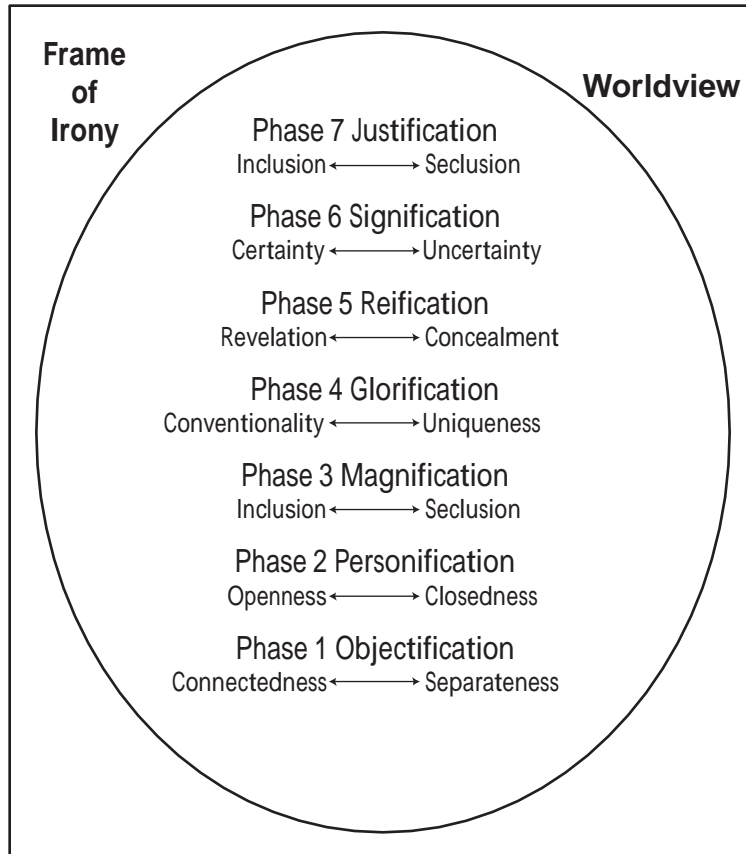 Frame
of
Irony
Worldview
Phase 7 Justification
Inclusion Seclusion
Phase 6 Signification
Certainty Uncertainty
Phase 5 Reification
Revelation Concealment
Phase 4 Glorification
Conventionality Uniqueness
Phase 3 Magnification
Inclusion Seclusion
Phase 2 Personification
Openness Closedness
Phase 1 Objectification
Connectedness Separateness